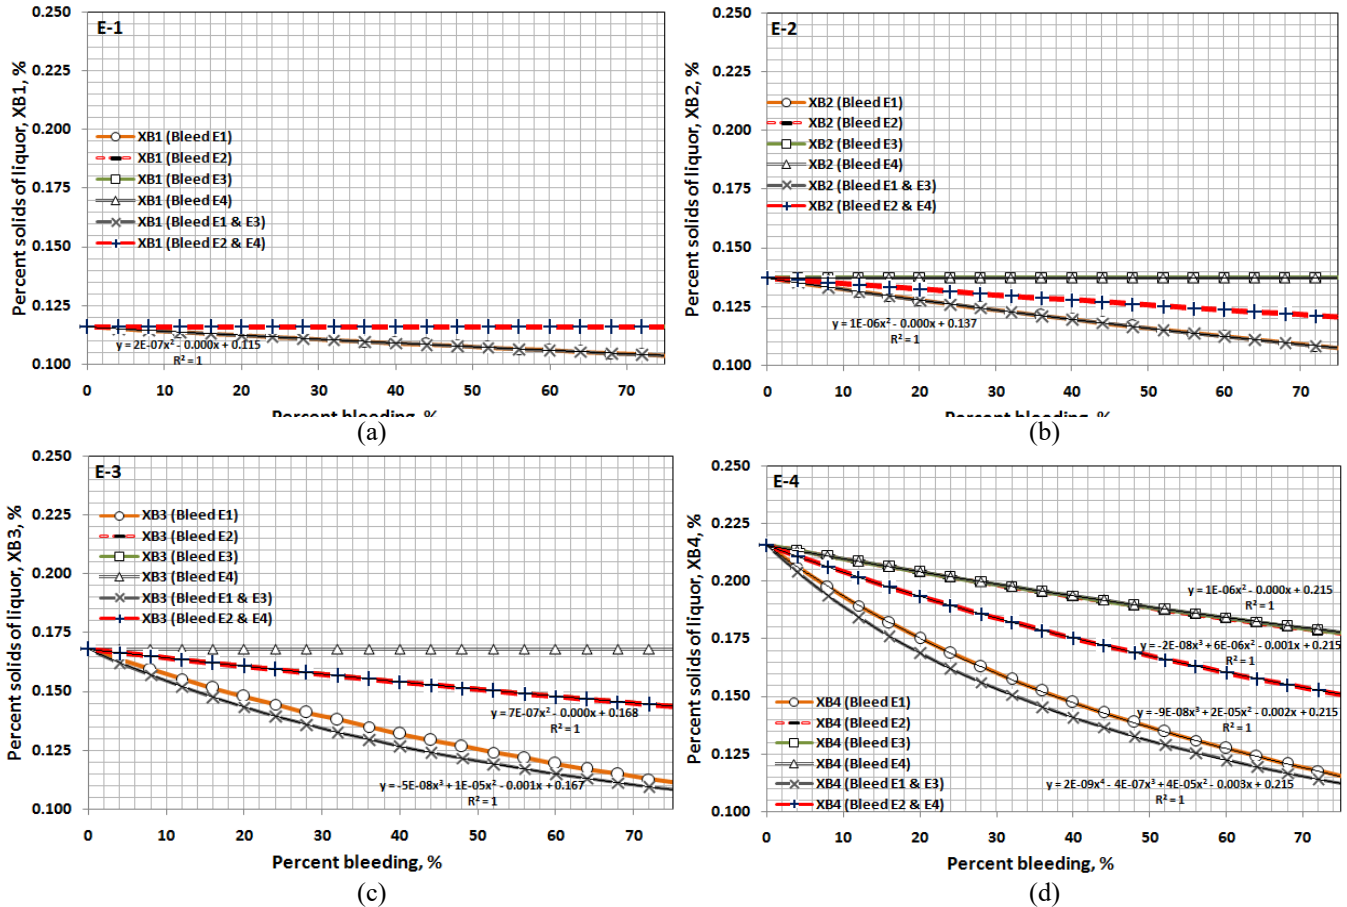 E-1
Percent solids of liquor, XB1, %
0.250
0.225
0.200
0.175
0.150
0.125
0.100
XB1 (Bleed E1)
XB1 (Bleed E2)
XB1 (Bleed E3)
XB1 (Bleed E4)
XB1 (Bleed E1 & E3)
XB1 (Bleed E2 & E4)
y = 2E-07x² - 0.000x + 0.115
R² = 1
0 10 20 30 40 50 60 70
Percent bleeding, %
(a)
E-2
Percent solids of liquor, XB2, %
0.250
0.225
0.200
0.175
0.150
0.125
0.100
XB2 (Bleed E1)
XB2 (Bleed E2)
XB2 (Bleed E3)
XB2 (Bleed E4)
XB2 (Bleed E1 & E3)
XB2 (Bleed E2 & E4)
y = 1E-06x² - 0.000x + 0.137
R² = 1
0 10 20 30 40 50 60 70
Percent bleeding, %
(b)
E-3
Percent solids of liquor, XB3, %
0.250
0.225
0.200
0.175
0.150
0.125
0.100
XB3 (Bleed E1)
XB3 (Bleed E2)
XB3 (Bleed E3)
XB3 (Bleed E4)
XB3 (Bleed E1 & E3)
XB3 (Bleed E2 & E4)
y = 7E-07x² - 0.000x + 0.168
R² = 1
y = -5E-08x³ + 1E-05x² - 0.001x + 0.167
R² = 1
0 10 20 30 40 50 60 70
Percent bleeding, %
(c)
E-4
Percent solids of liquor, XB4, %
0.250
0.225
0.200
0.175
0.150
0.125
0.100
y = 1E-06x² - 0.000x + 0.215
R² = 1
y = -2E-08x³ + 6E-06x² - 0.001x + 0.215
R² = 1
y = -9E-08x³ + 2E-05x² - 0.002x + 0.215
R² = 1
y = 2E-09x⁴ - 4E-07x³ + 4E-05x² - 0.003x + 0.215
R² = 1
XB4 (Bleed E1)
XB4 (Bleed E2)
XB4 (Bleed E3)
XB4 (Bleed E4)
XB4 (Bleed E1 & E3)
XB4 (Bleed E2 & E4)
0 10 20 30 40 50 60 70
Percent bleeding, %
(d)